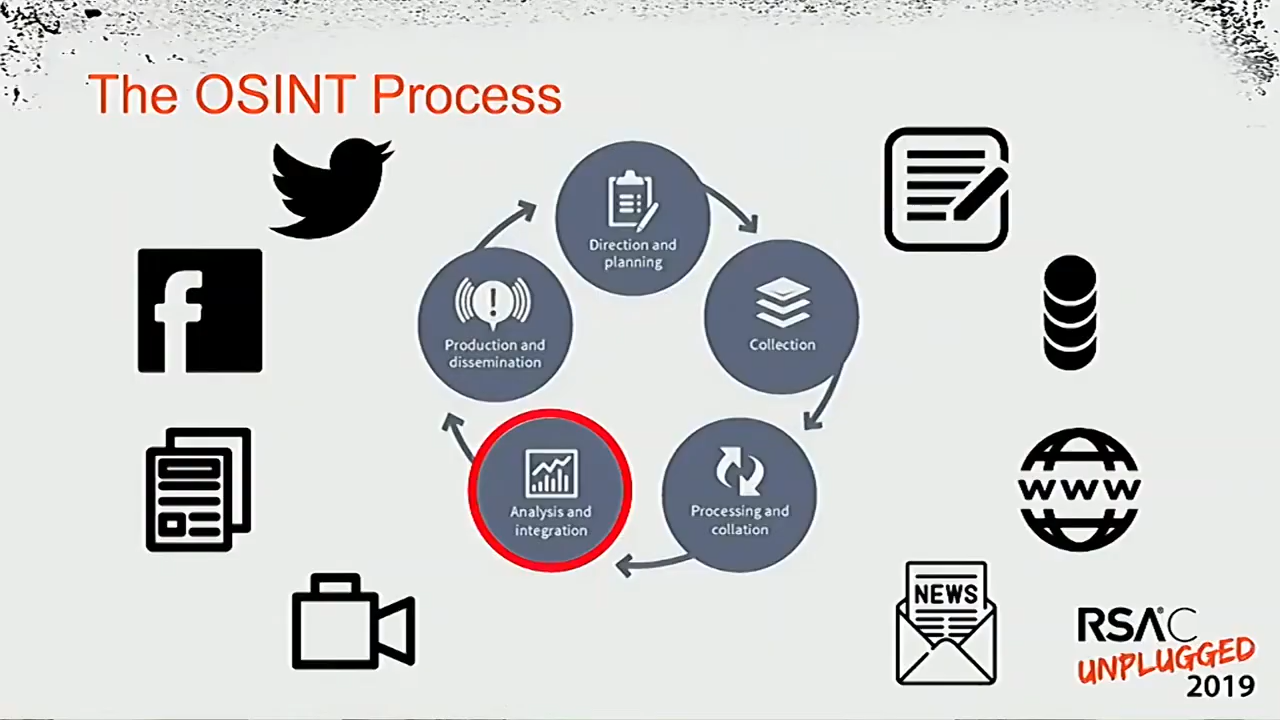 The OSINT Process
Direction and
planning
Collection
Processing and
collation
Analysis and
integration
Production and
dissemination
f
WWW
NEWS
RSA®C
UNPLUGGED
2019